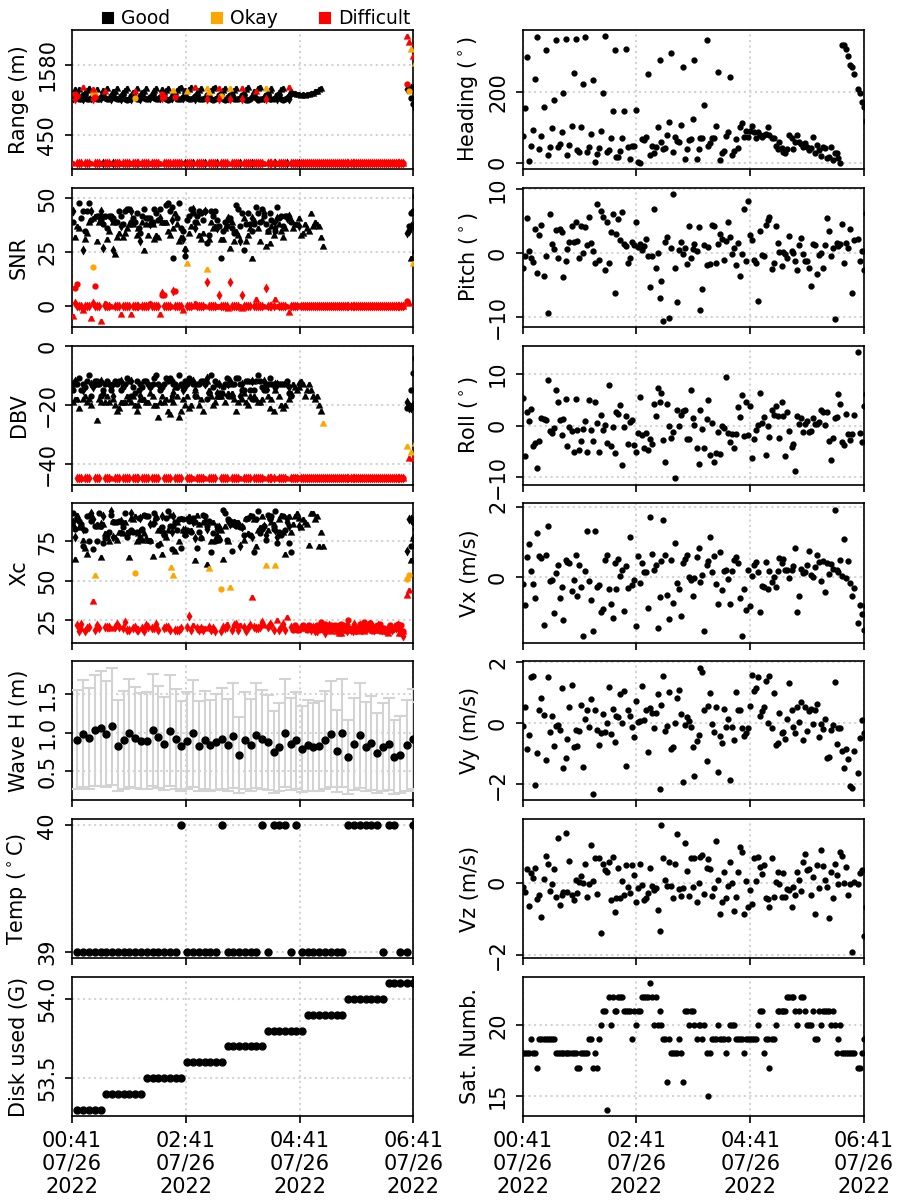 Good Okay Difficult
Range (m)
1580
450
Heading (°)
200
0
SNR
50
25
0
Pitch (°)
10
0
−10
DBV
0
−20
−40
Roll (°)
10
0
−10
Xc
75
50
25
Vx (m/s)
2
0
Wave H (m)
1.5
1.0
0.5
Vy (m/s)
2
0
−2
Temp (°C)
40
39
Vz (m/s)
0
−2
Disk used (G)
54.0
53.5
Sat. Numb.
20
15
00:41 02:41 04:41 06:41
07/26 07/26 07/26 07/26
2022 2022 2022 2022
00:41 02:41 04:41 06:41
07/26 07/26 07/26 07/26
2022 2022 2022 2022